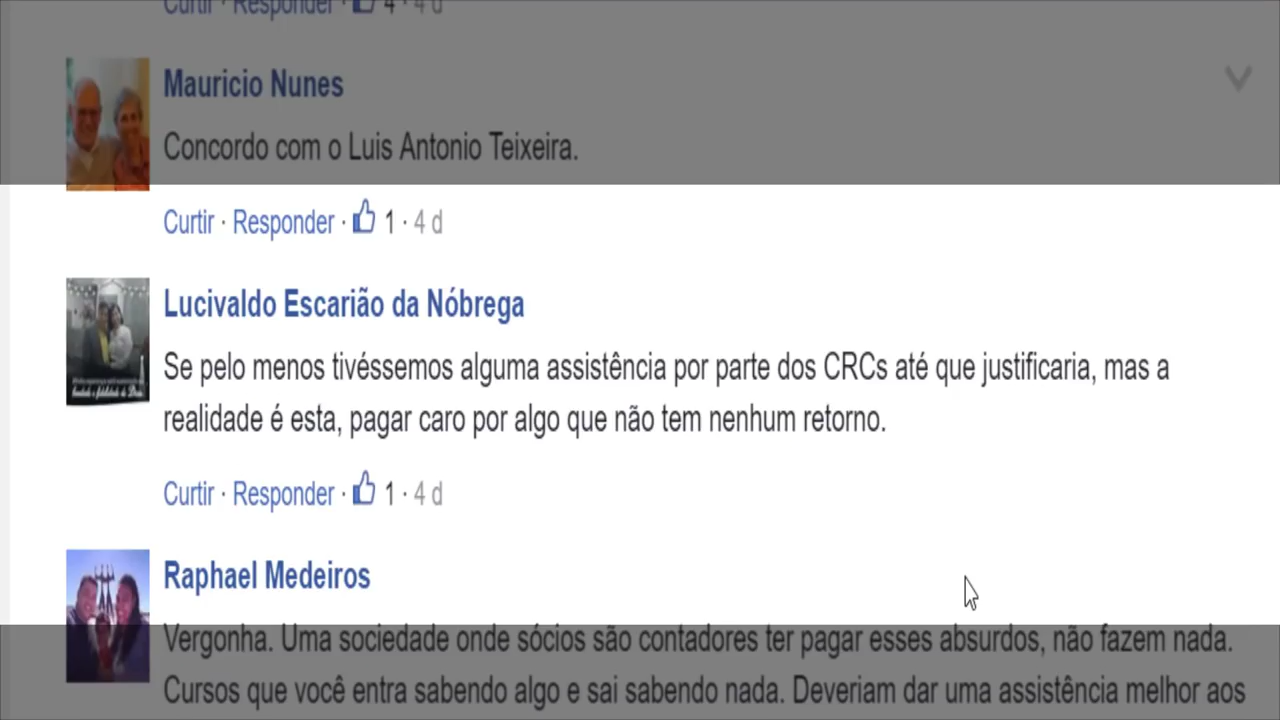 Curtir · Responder · 4 · 4 d
Mauricio Nunes
Concordo com o Luis Antonio Teixeira.
Curtir · Responder · 1 · 4 d
Lucivaldo Escarião da Nóbrega
Se pelo menos tivéssemos alguma assistência por parte dos CRCs até que justificaria, mas a
realidade é esta, pagar caro por algo que não tem nenhum retorno.
Curtir · Responder · 1 · 4 d
Raphael Medeiros
Vergonha. Uma sociedade onde sócios são contadores ter pagar esses absurdos, não fazem nada.
Cursos que você entra sabendo algo e sai sabendo nada. Deveriam dar uma assistência melhor aos